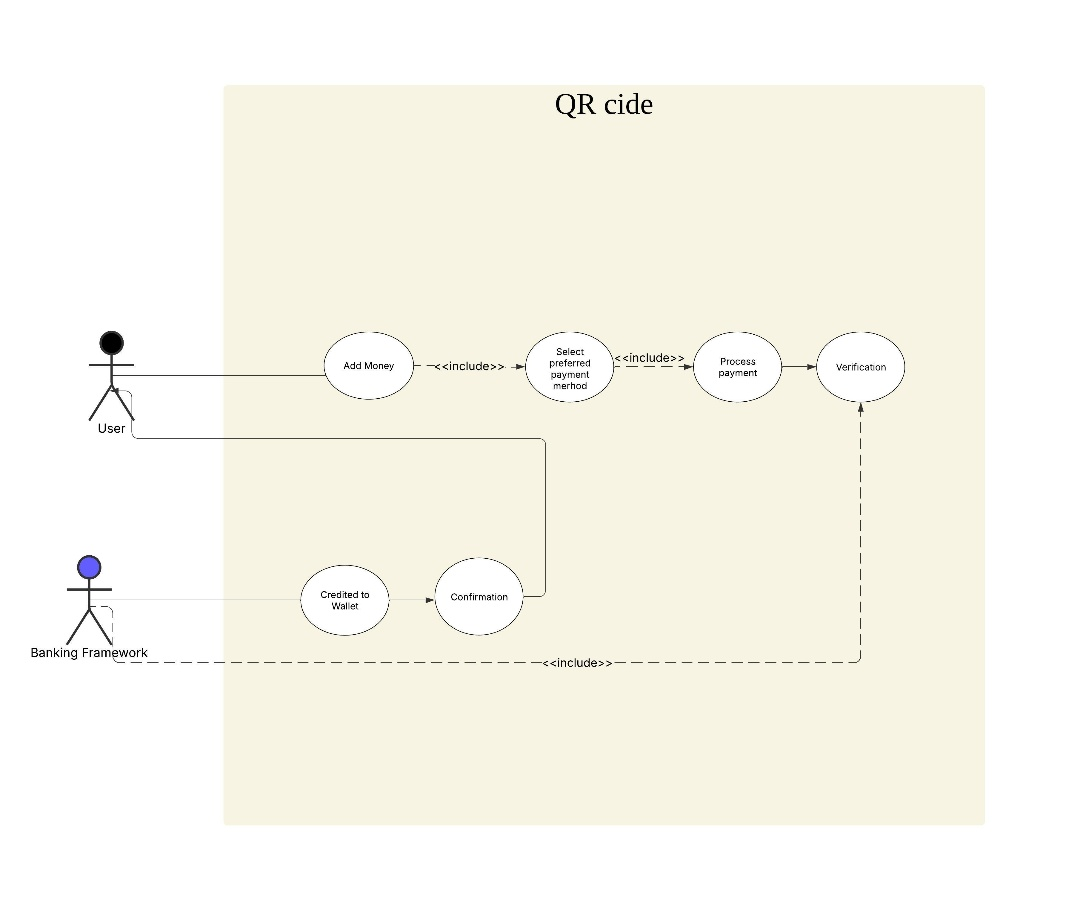 QR cide
Add Money
<<include>>
Select
preferred
payment
merhod
<<include>>
Process
payment
Verification
User
Credited to
Wallet
Confirmation
Banking Framework
<<include>>